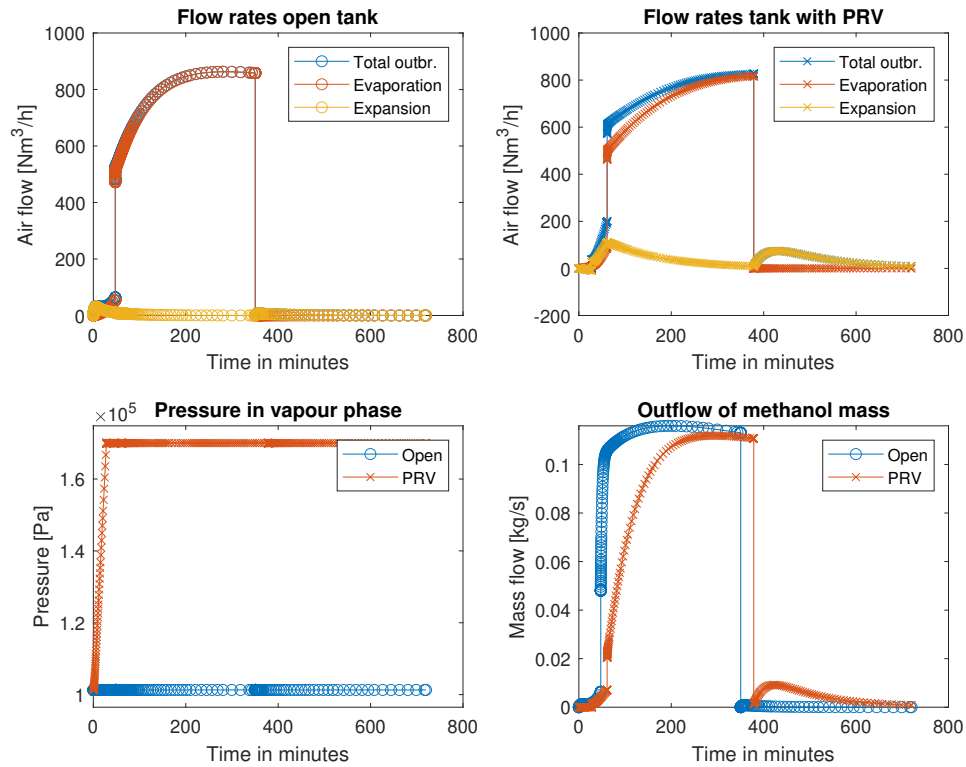 Flow rates open tank
1000
800
600
400
200
0
Air flow [Nm³/h]
Total outbr.
Evaporation
Expansion
0 200 400 600 800
Time in minutes
Flow rates tank with PRV
1000
800
600
400
200
0
-200
Air flow [Nm³/h]
Total outbr.
Evaporation
Expansion
0 200 400 600 800
Time in minutes
Pressure in vapour phase
×10⁵
1.6
1.4
1.2
1
Pressure [Pa]
Open
PRV
0 200 400 600 800
Time in minutes
Outflow of methanol mass
0.1
0.08
0.06
0.04
0.02
0
Mass flow [kg/s]
Open
PRV
0 200 400 600 800
Time in minutes